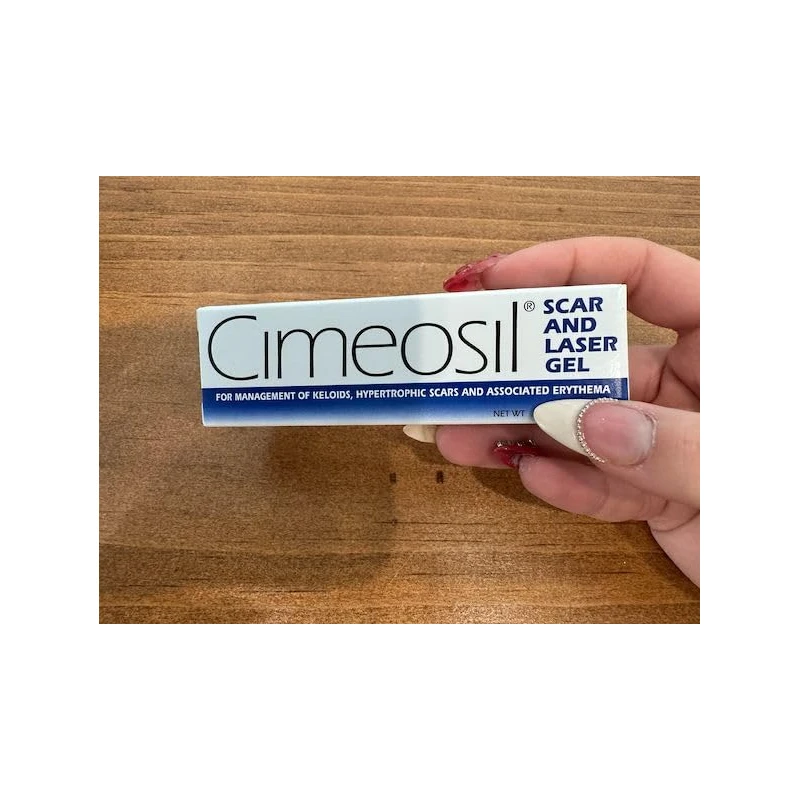 Cimeosil®
SCAR
AND
LASER
GEL
FOR MANAGEMENT OF KELOIDS, HYPERTROPHIC SCARS AND ASSOCIATED ERYTHEMA
NET WT